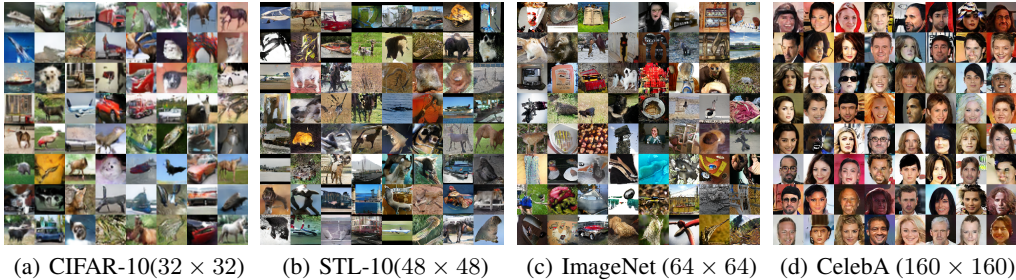 (a) CIFAR-10(32 × 32)
(b) STL-10(48 × 48)
(c) ImageNet (64 × 64)
(d) CelebA (160 × 160)